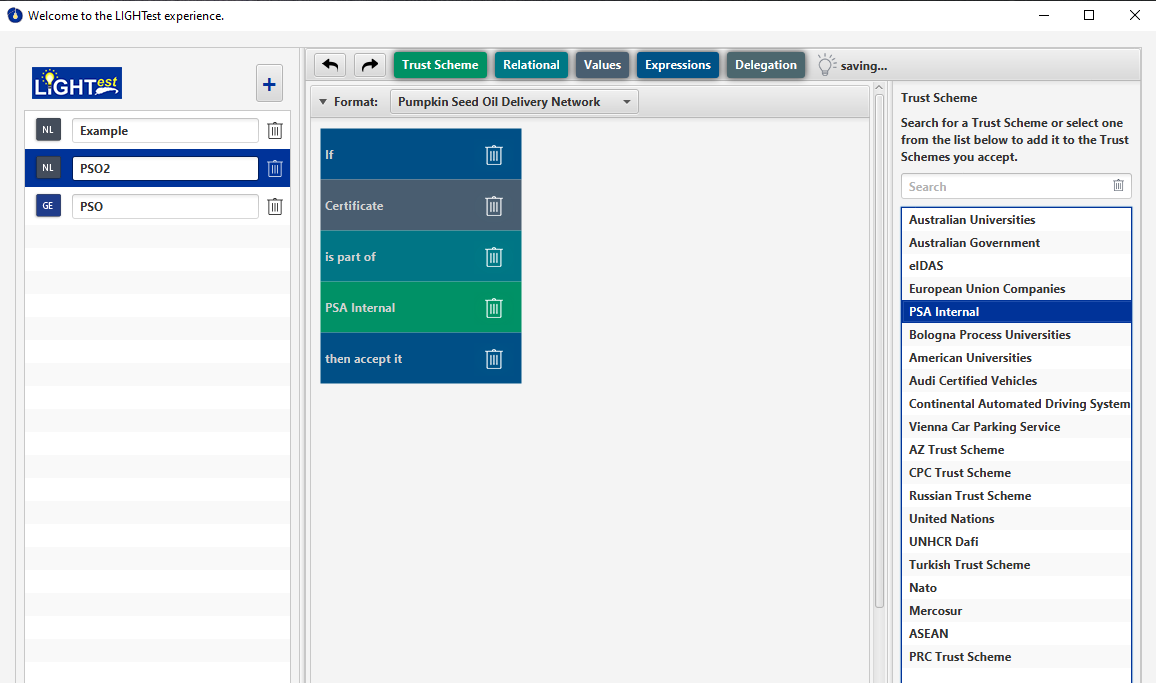 Welcome to the LIGHTest experience.
LIGHTest
+
NL Example
NL PSO2
GE PSO
Trust Scheme Relational Values Expressions Delegation saving...
Format: Pumpkin Seed Oil Delivery Network
If
Certificate
is part of
PSA Internal
then accept it
Trust Scheme
Search for a Trust Scheme or select one
from the list below to add it to the Trust
Schemes you accept.
Search
Australian Universities
Australian Government
eIDAS
European Union Companies
PSA Internal
Bologna Process Universities
American Universities
Audi Certified Vehicles
Continental Automated Driving System
Vienna Car Parking Service
AZ Trust Scheme
CPC Trust Scheme
Russian Trust Scheme
United Nations
UNHCR Dafi
Turkish Trust Scheme
Nato
Mercosur
ASEAN
PRC Trust Scheme